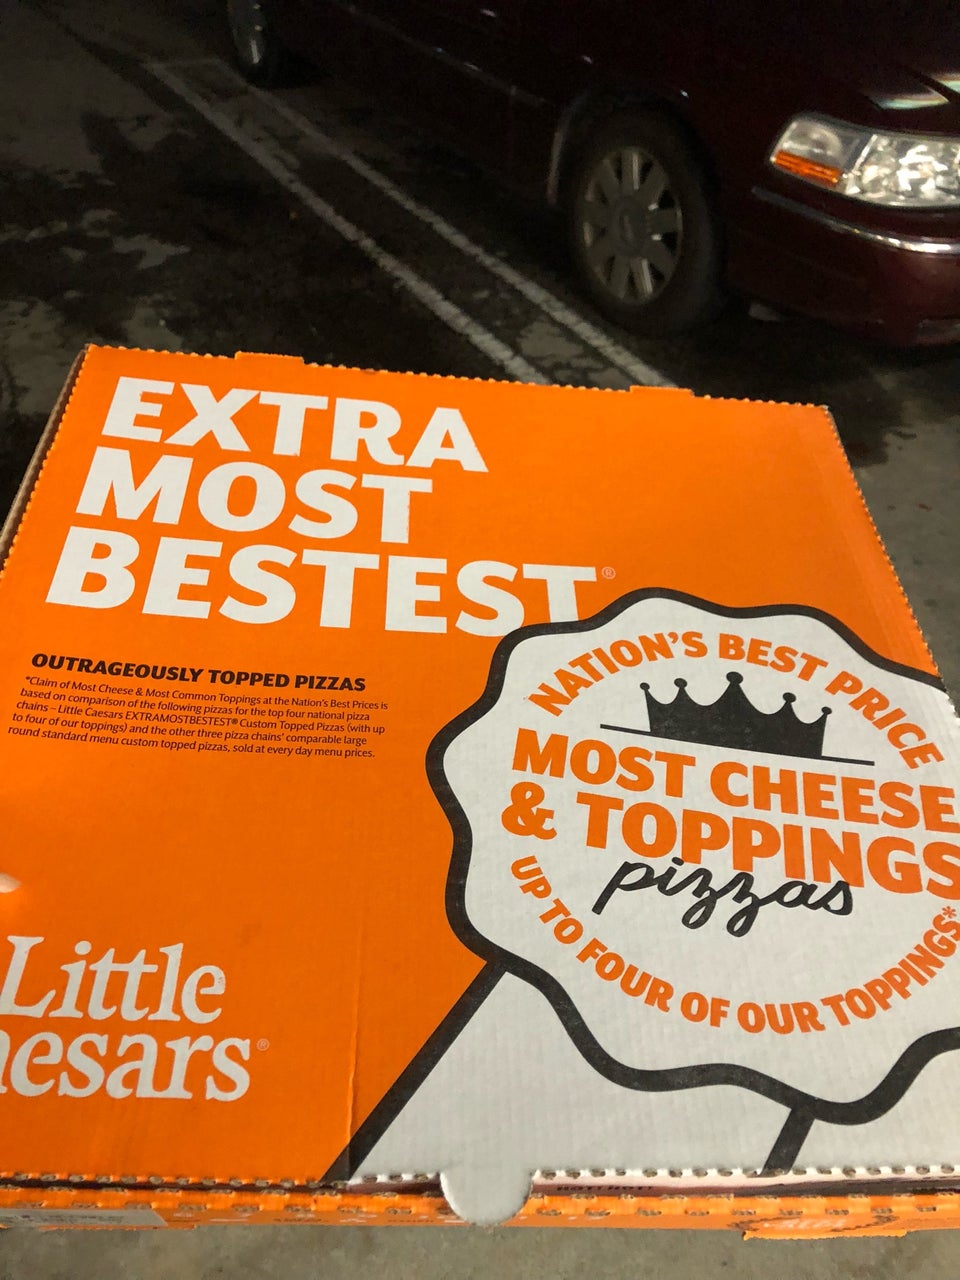 EXTRA
MOST
BESTEST®
OUTRAGEOUSLY TOPPED PIZZAS
*Claim of Most Cheese & Most Common Toppings at the Nation's Best Prices is
based on comparison of the following pizzas for the top four national pizza
chains – Little Caesars EXTRAMOSTBESTEST® Custom Topped Pizzas (with up
to four of our toppings) and the other three pizza chains' comparable large
round standard menu custom topped pizzas, sold at every day menu prices.
NATION'S BEST PRICE
MOST CHEESE
& TOPPINGS
pizzas
UP TO FOUR OF OUR TOPPINGS*
Little
aesars®